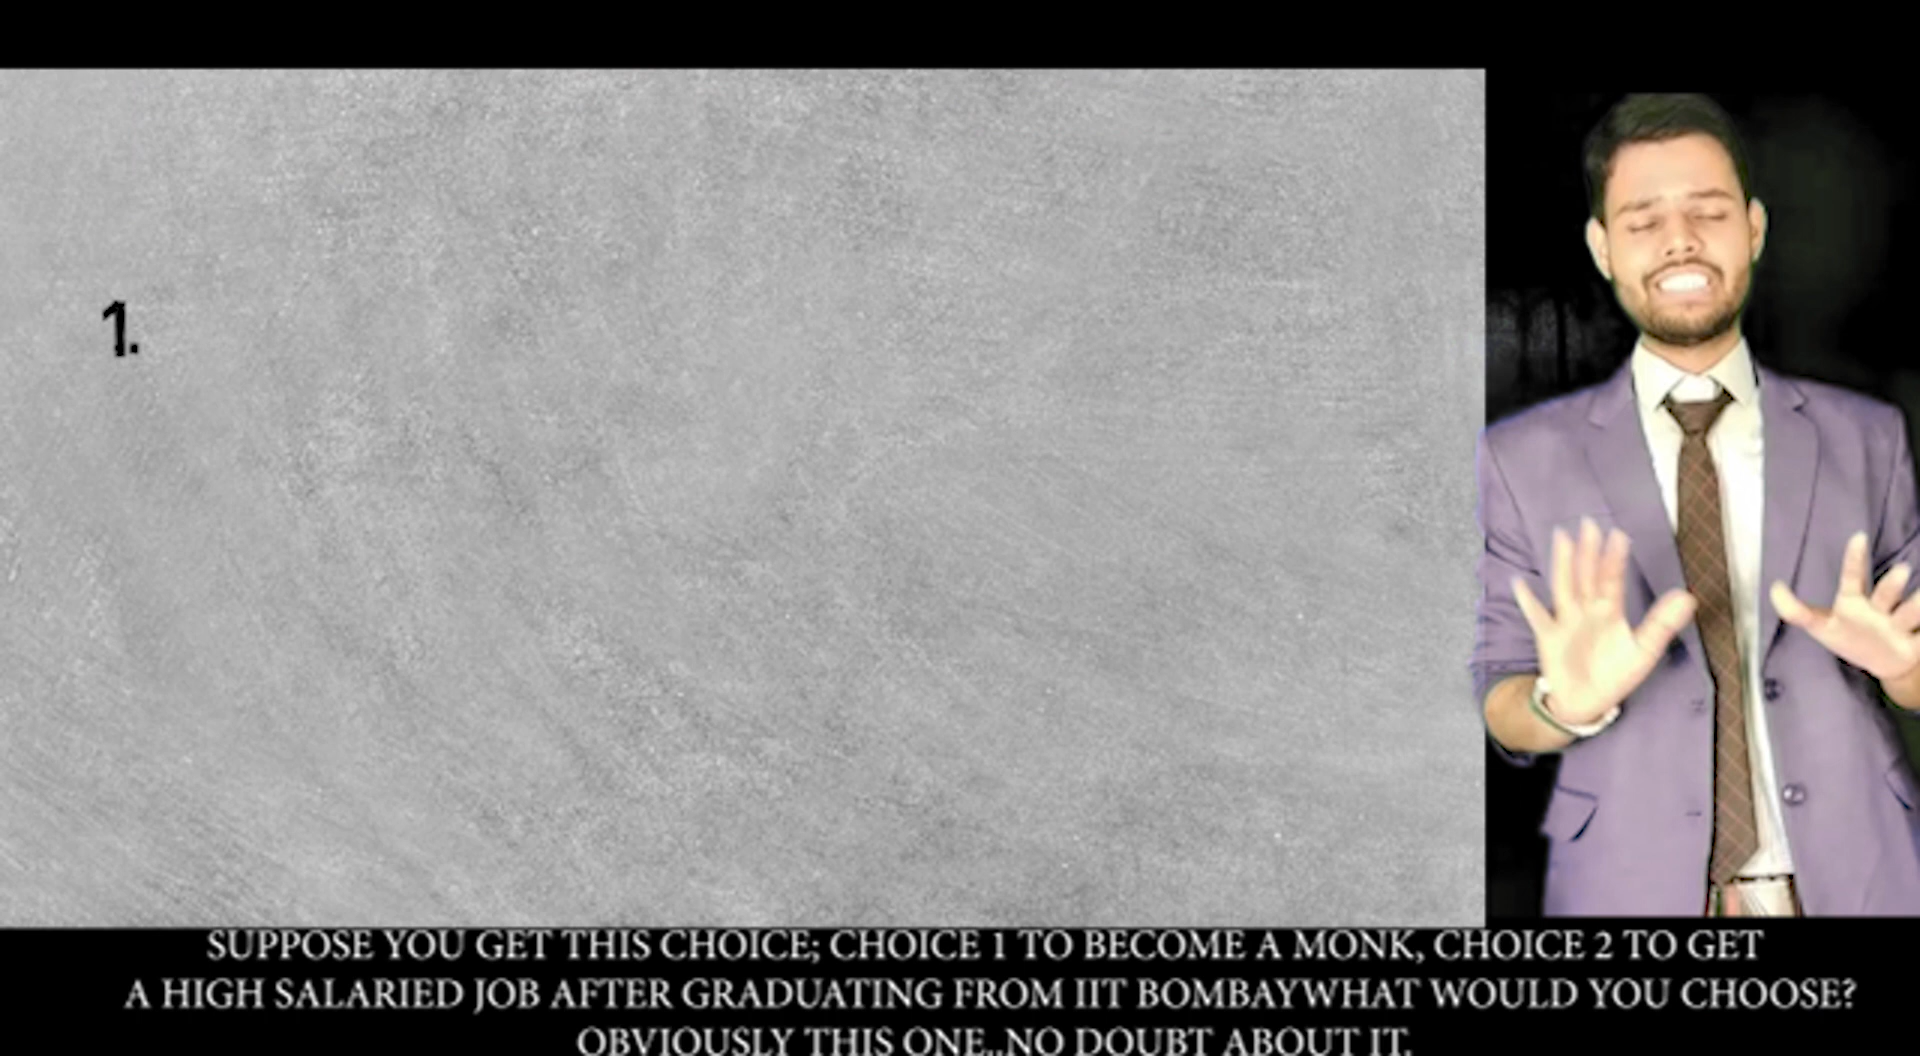 1.
SUPPOSE YOU GET THIS CHOICE; CHOICE 1 TO BECOME A MONK, CHOICE 2 TO GET
A HIGH SALARIED JOB AFTER GRADUATING FROM IIT BOMBAYWHAT WOULD YOU CHOOSE?
OBVIOUSLY THIS ONE..NO DOUBT ABOUT IT.